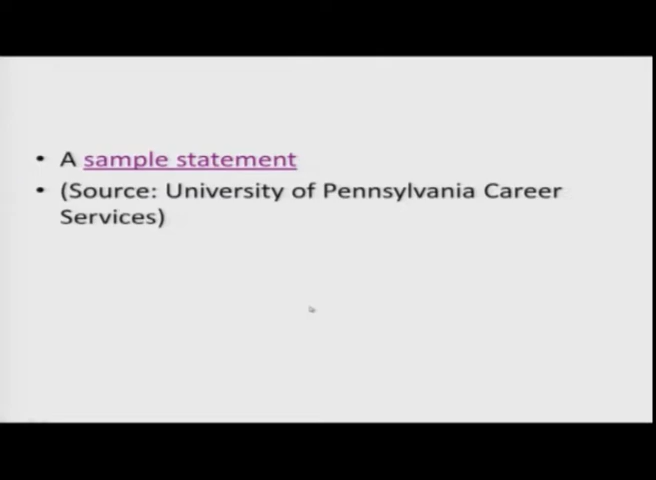 • A sample statement
• (Source: University of Pennsylvania Career
Services)